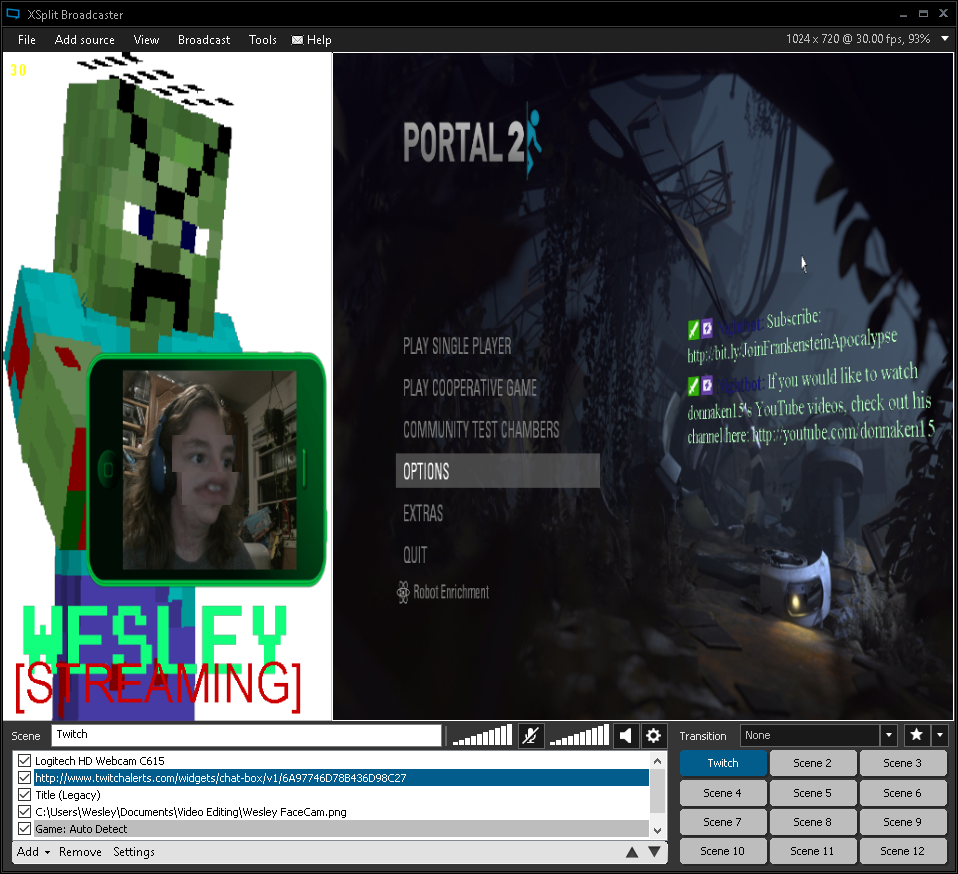 XSplit Broadcaster
File Add source View Broadcast Tools Help
1024 x 720 @ 30.00 fps, 93%
30
PORTAL 2
PLAY SINGLE PLAYER
PLAY COOPERATIVE GAME
COMMUNITY TEST CHAMBERS
OPTIONS
EXTRAS
QUIT
Robot Enrichment
Nightbot: Subscribe:
http://bit.ly/JoinFrankensteinApocalypse
Nightbot: If you would like to watch
donnaken15's YouTube videos, check out his
channel here: http://youtube.com/donnaken15
WESLEY
[STREAMING]
Scene Twitch
Logitech HD Webcam C615
http://www.twitchalerts.com/widgets/chat-box/v1/6A97746D78B436D98C27
Title (Legacy)
C:\Users\Wesley\Documents\Video Editing\Wesley FaceCam.png
Game: Auto Detect
Add Remove Settings
Transition None
Twitch Scene 2 Scene 3
Scene 4 Scene 5 Scene 6
Scene 7 Scene 8 Scene 9
Scene 10 Scene 11 Scene 12